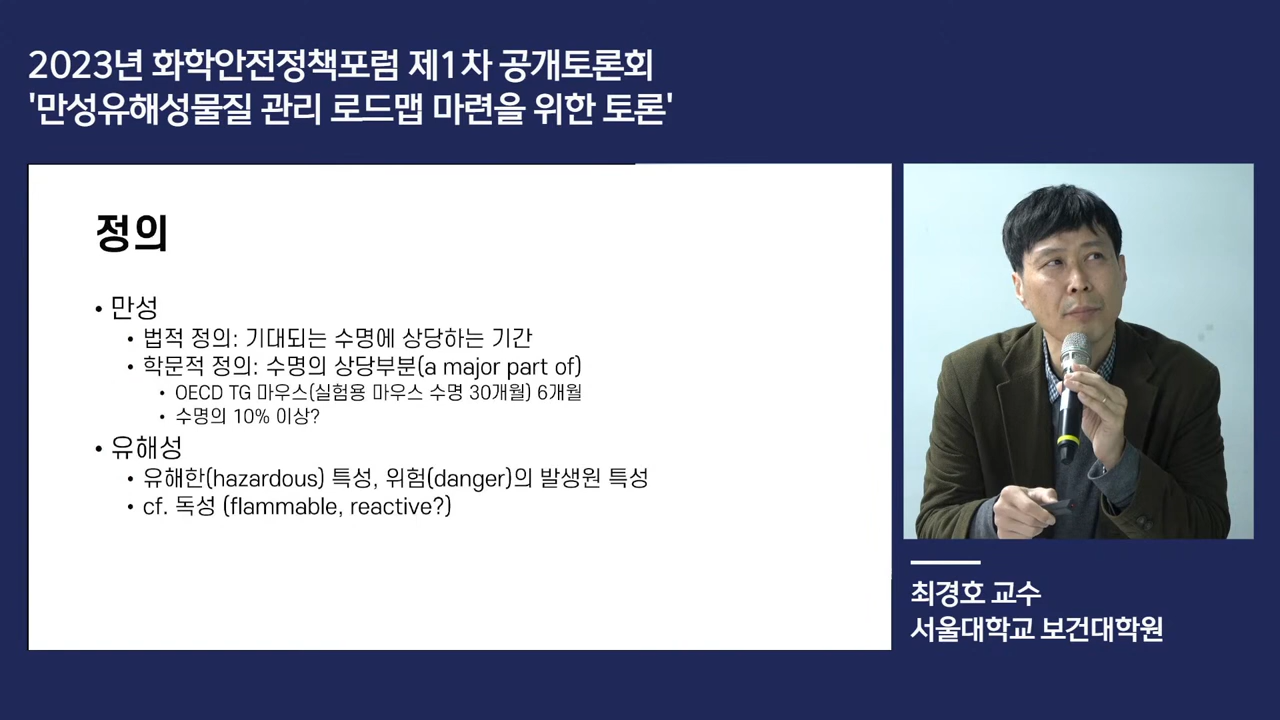 2023년 화학안전정책포럼 제1차 공개토론회
'만성유해성물질 관리 로드맵 마련을 위한 토론'
정의
• 만성
• 법적 정의: 기대되는 수명에 상당하는 기간
• 학문적 정의: 수명의 상당부분(a major part of)
• OECD TG 마우스(실험용 마우스 수명 30개월) 6개월
• 수명의 10% 이상?
• 유해성
• 유해한(hazardous) 특성, 위험(danger)의 발생원 특성
• cf. 독성 (flammable, reactive?)
최경호 교수
서울대학교 보건대학원